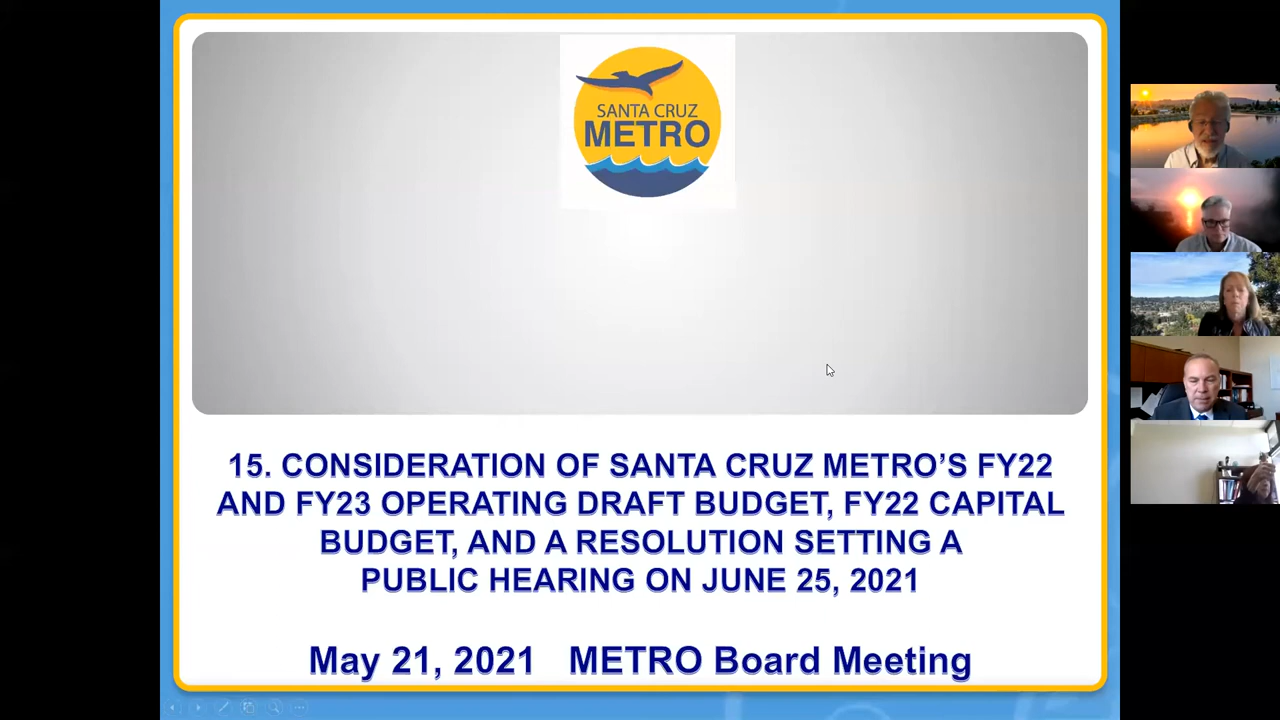 SANTA CRUZ
METRO
15. CONSIDERATION OF SANTA CRUZ METRO’S FY22
AND FY23 OPERATING DRAFT BUDGET, FY22 CAPITAL
BUDGET, AND A RESOLUTION SETTING A
PUBLIC HEARING ON JUNE 25, 2021
May 21, 2021 METRO Board Meeting